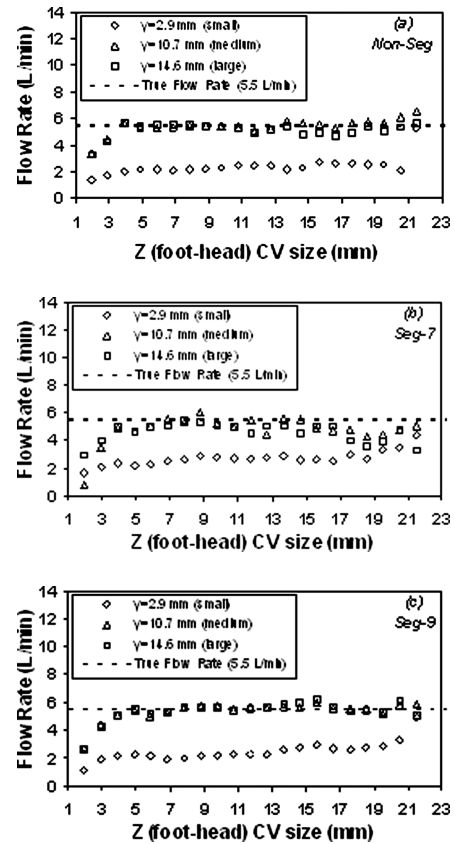 (a)
Non-Seg
γ=2.9 mm (small)
γ=10.7 mm (medium)
γ=14.6 mm (large)
True Flow Rate (5.5 L/min)
Flow Rate (L/min)
14
12
10
8
6
4
2
0
1 3 5 7 9 11 13 15 17 19 21 23
Z (foot-head) CV size (mm)
(b)
Seg-7
γ=2.9 mm (small)
γ=10.7 mm (medium)
γ=14.6 mm (large)
True Flow Rate (5.5 L/min)
Flow Rate (L/min)
14
12
10
8
6
4
2
0
1 3 5 7 9 11 13 15 17 19 21 23
Z (foot-head) CV size (mm)
(c)
Seg-9
γ=2.9 mm (small)
γ=10.7 mm (medium)
γ=14.6 mm (large)
True Flow Rate (5.5 L/min)
Flow Rate (L/min)
14
12
10
8
6
4
2
0
1 3 5 7 9 11 13 15 17 19 21 23
Z (foot-head) CV size (mm)